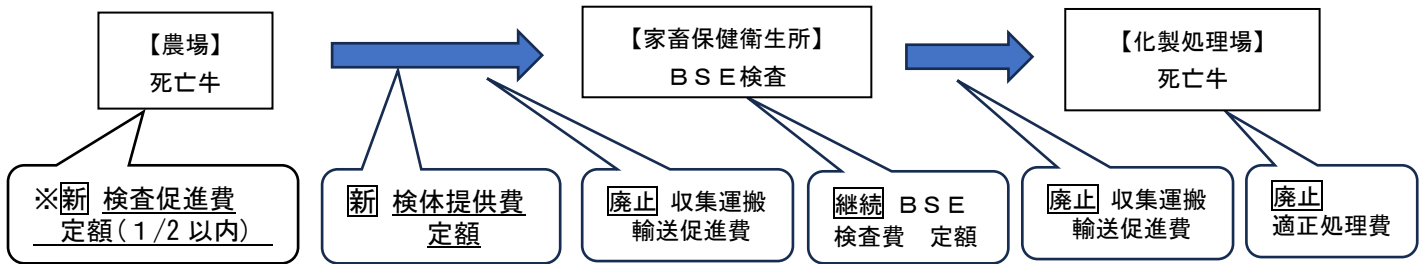 【農場】
死亡牛
【家畜保健衛生所】
ＢＳＥ検査
【化製処理場】
死亡牛
※新 検査促進費
定額(１/２以内)
新 検体提供費
定額
廃止 収集運搬
輸送促進費
継続 ＢＳＥ
検査費　定額
廃止 収集運搬
輸送促進費
廃止
適正処理費